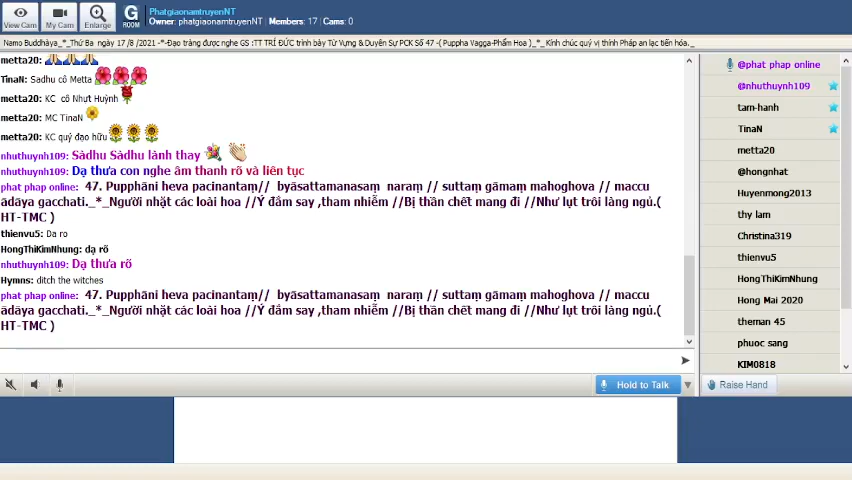 PhatgiaonamtruyenNT
Owner: phatgiaonamtruyenNT | Members: 17 | Cams: 0
View Cam
My Cam
Enlarge
G
ROOM
Namo Buddhàya_*_Thứ Ba ngày 17 /8 /2021 -*-Đạo tràng được nghe GS :TT TRÍ ĐỨC trình bày Từ Vựng & Duyên Sự PCK Số 47 -( Puppha Vagga-Phẩm Hoa )_*_ Kính chúc quý vị thính Pháp an lạc tiến hóa._
metta20:
TinaN: Sadhu cô Metta
metta20: KC cô Nhựt Huỳnh
metta20: MC TinaN
metta20: KC quý đạo hữu
nhuthuynh109: Sàdhu Sàdhu lành thay
nhuthuynh109: Dạ thưa con nghe âm thanh rõ và liên tục
phat phap online: 47. Pupphāni heva pacinantaṃ// byāsattamanasaṃ naraṃ // suttaṃ gāmaṃ mahoghova // maccu
ādāya gacchati._*_Người nhặt các loài hoa //Ý đắm say ,tham nhiễm //Bị thần chết mang đi //Như lụt trôi làng ngủ.(
HT-TMC )
thienvu5: Da ro
HongThiKimNhung: dạ rõ
nhuthuynh109: Dạ thưa rõ
Hymns: ditch the witches
phat phap online: 47. Pupphāni heva pacinantaṃ// byāsattamanasaṃ naraṃ // suttaṃ gāmaṃ mahoghova // maccu
ādāya gacchati._*_Người nhặt các loài hoa //Ý đắm say ,tham nhiễm //Bị thần chết mang đi //Như lụt trôi làng ngủ.(
HT-TMC )
Hold to Talk
@phat phap online
@nhuthuynh109
tam-hanh
TinaN
metta20
@hongnhat
Huyenmong2013
thy lam
Christina319
thienvu5
HongThiKimNhung
Hong Mai 2020
theman 45
phuoc sang
KIM0818
Raise Hand